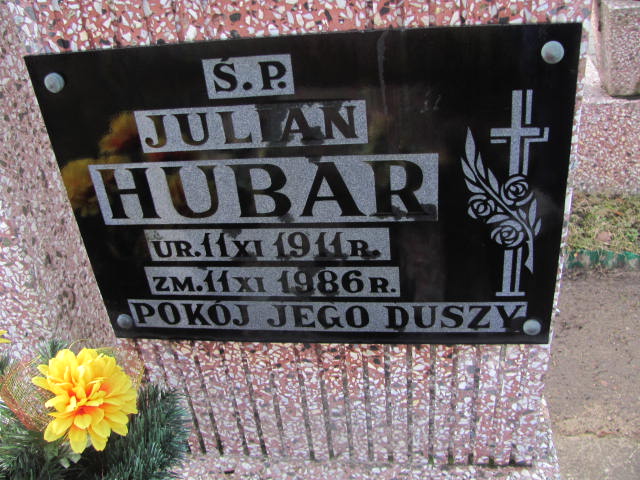 Ś.P.
JULIAN
HUBAR
UR. 11 XI 1911 R.
ZM. 11 XI 1986 R.
POKÓJ JEGO DUSZY